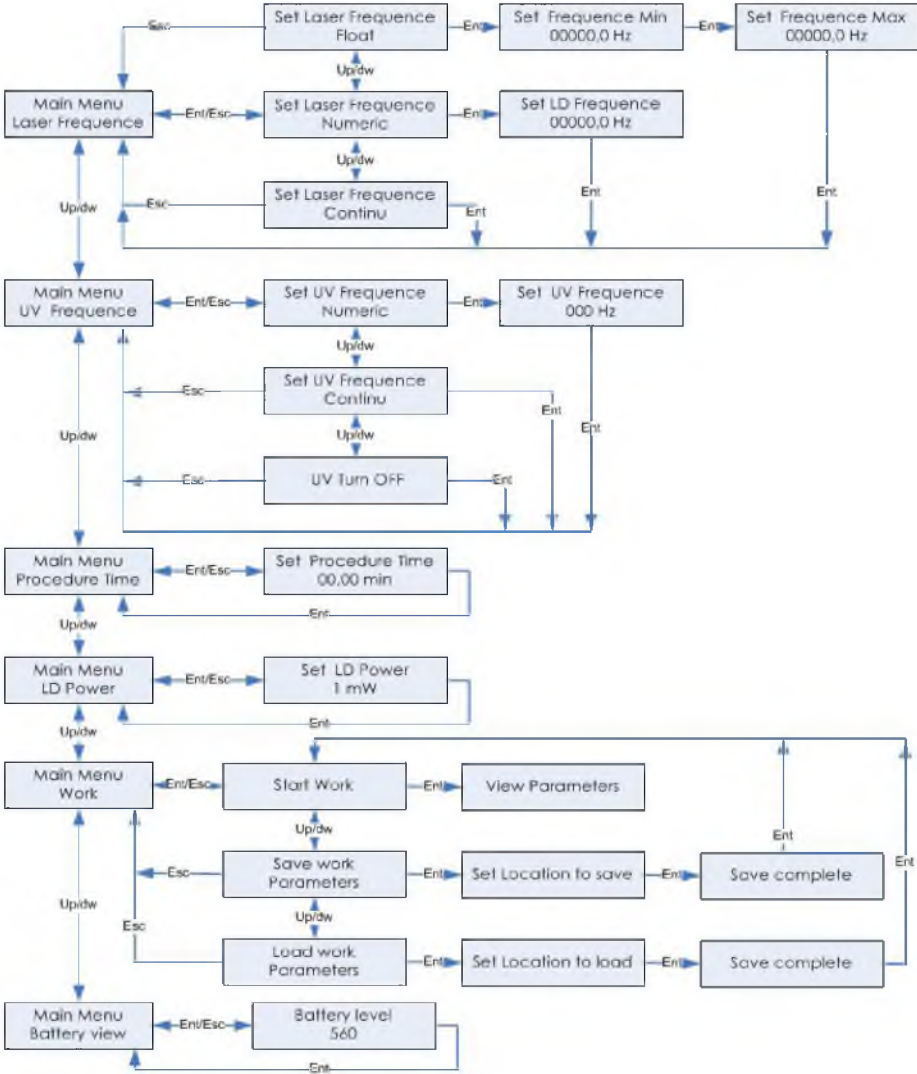 Set Laser Frequence
Float
Esc
Ent
Set Frequence Min
00000,0 Hz
Ent
Set Frequence Max
00000,0 Hz
Up/dw
Main Menu
Laser Frequence
Ent/Esc
Set Laser Frequence
Numeric
Ent
Set LD Frequence
00000,0 Hz
Up/dw
Up/dw
Esc
Set Laser Frequence
Continu
Ent
Ent
Ent
Main Menu
UV Frequence
Ent/Esc
Set UV Frequence
Numeric
Ent
Set UV Frequence
000 Hz
Up/dw
Esc
Set UV Frequence
Continu
Ent
Ent
Up/dw
Up/dw
Esc
UV Turn OFF
Ent
Main Menu
Procedure Time
Ent/Esc
Set Procedure Time
00,00 min
Ent
Up/dw
Main Menu
LD Power
Ent/Esc
Set LD Power
1 mW
Ent
Up/dw
Main Menu
Work
Ent/Esc
Start Work
Ent
View Parameters
Up/dw
Ent
Ent
Esc
Save work
Parameters
Ent
Set Location to save
Ent
Save complete
Up/dw
Up/dw
Esc
Load work
Parameters
Ent
Set Location to load
Ent
Save complete
Main Menu
Battery view
Ent/Esc
Battery level
560
Ent